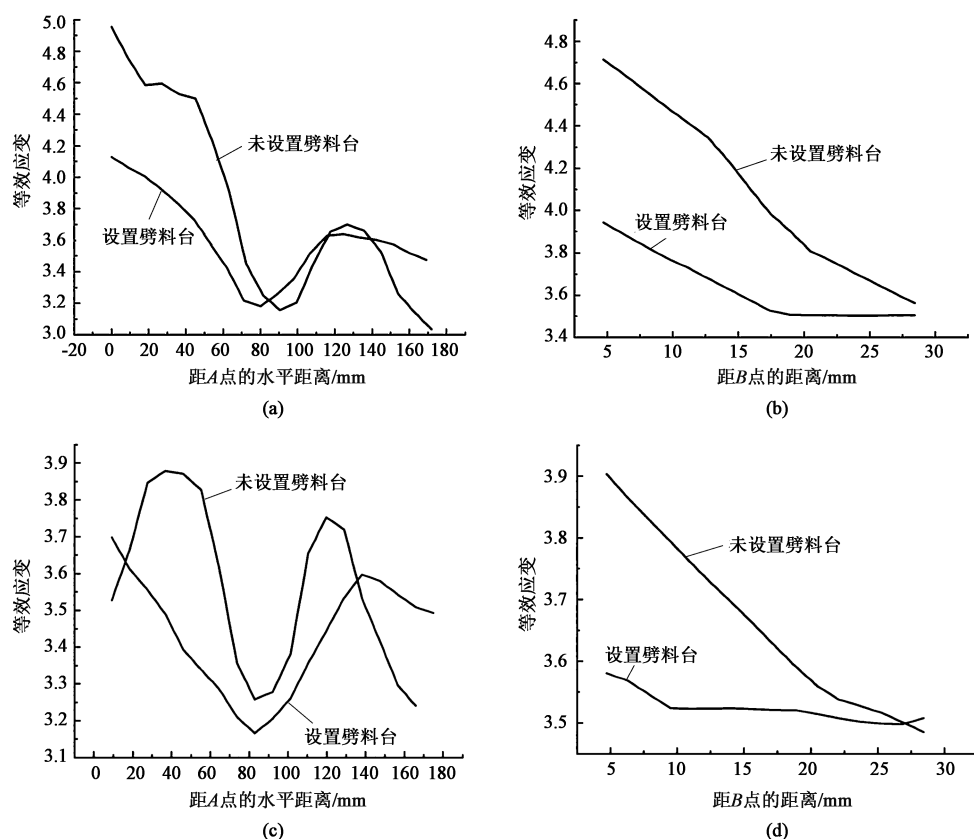 5.0
4.8
4.6
4.4
4.2
4.0
3.8
3.6
3.4
3.2
3.0
等效应变
未设置劈料台
设置劈料台
-20 0 20 40 60 80 100 120 140 160 180
距A点的水平距离/mm
(a)
4.8
4.6
4.4
4.2
4.0
3.8
3.6
3.4
等效应变
未设置劈料台
设置劈料台
5 10 15 20 25 30
距B点的距离/mm
(b)
3.9
3.8
3.7
3.6
3.5
3.4
3.3
3.2
3.1
等效应变
未设置劈料台
设置劈料台
0 20 40 60 80 100 120 140 160 180
距A点的水平距离/mm
(c)
3.9
3.8
3.7
3.6
3.5
等效应变
未设置劈料台
设置劈料台
5 10 15 20 25 30
距B点的距离/mm
(d)